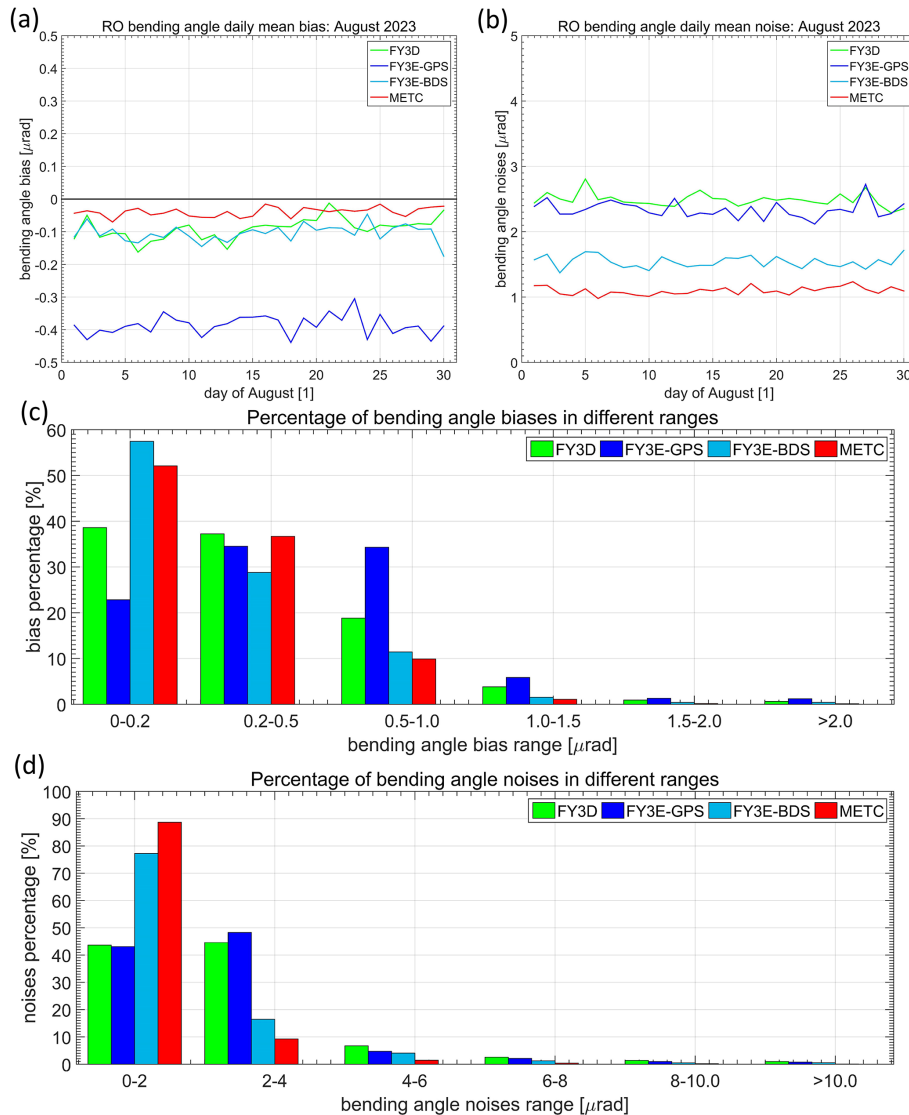 (a)
RO bending angle daily mean bias: August 2023
0.5
0.4
0.3
0.2
0.1
0
-0.1
-0.2
-0.3
-0.4
-0.5
bending angle bias [μrad]
FY3D
FY3E-GPS
FY3E-BDS
METC
0 5 10 15 20 25 30
day of August [1]
(b)
RO bending angle daily mean noise: August 2023
5
4
3
2
1
0
bending angle noises [μrad]
FY3D
FY3E-GPS
FY3E-BDS
METC
0 5 10 15 20 25 30
day of August [1]
(c)
Percentage of bending angle biases in different ranges
60
50
40
30
20
10
0
bias percentage [%]
FY3D FY3E-GPS FY3E-BDS METC
0-0.2 0.2-0.5 0.5-1.0 1.0-1.5 1.5-2.0 >2.0
bending angle bias range [μrad]
(d)
Percentage of bending angle noises in different ranges
100
90
80
70
60
50
40
30
20
10
0
noises percentage [%]
FY3D FY3E-GPS FY3E-BDS METC
0-2 2-4 4-6 6-8 8-10.0 >10.0
bending angle noises range [μrad]